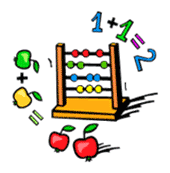 1+1=2
+
=